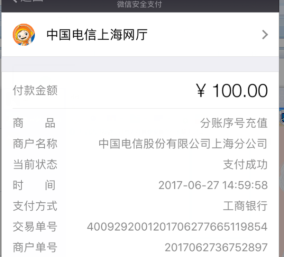 微信安全支付
中国电信上海网厅
付款金额 ¥ 100.00
商 品 分账序号充值
商户名称 中国电信股份有限公司上海分公司
当前状态 支付成功
时 间 2017-06-27 14:59:58
支付方式 工商银行
交易单号 4009292001201706277665119854
商户单号 2017062736752897